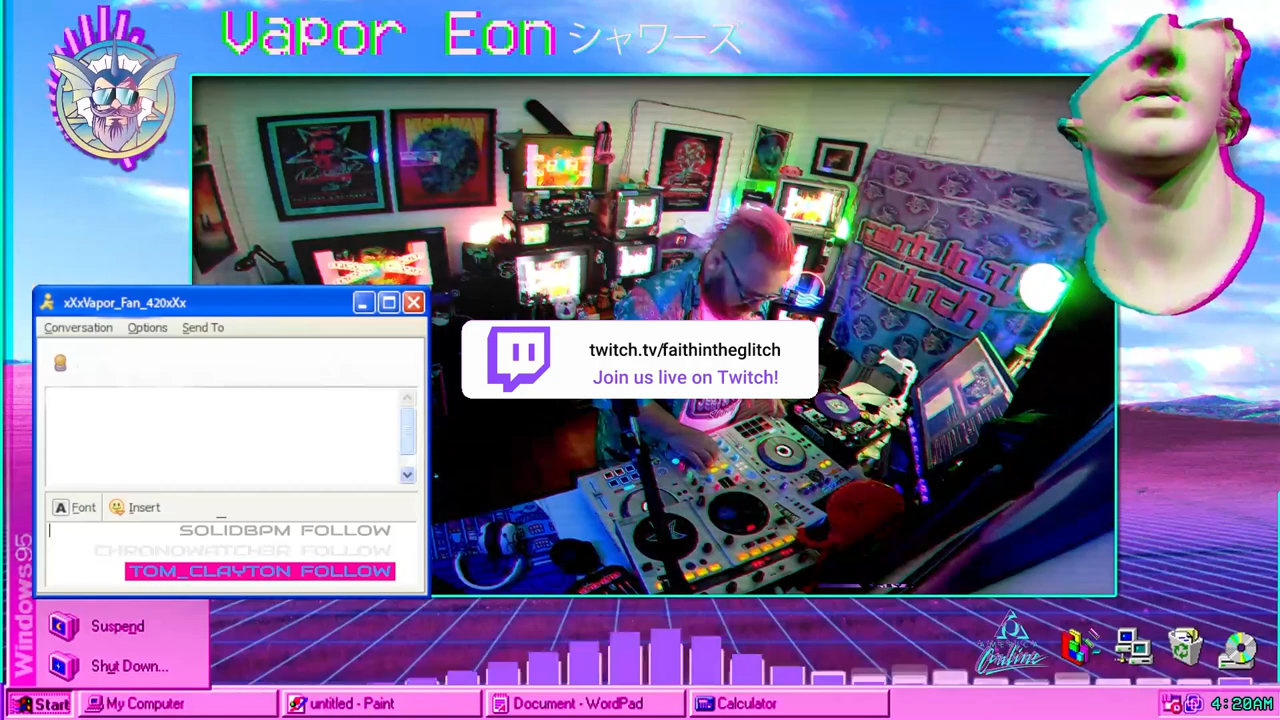 Vapor Eon シャワーズ
Faith in The
Glitch
xXxVapor_Fan_420xXx
Conversation Options Send To
twitch.tv/faithintheglitch
Join us live on Twitch!
A Font Insert
SOLIDBPM FOLLOW
CHRONOWATCH3R FOLLOW
TOM_CLAYTON FOLLOW
Windows95
Suspend
Shut Down...
Online
Start My Computer untitled - Paint Document - WordPad Calculator 4:20AM